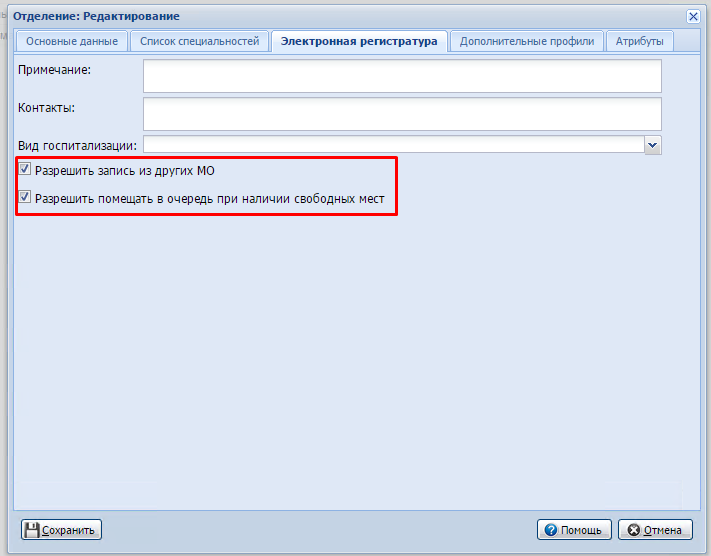 Отделение: Редактирование
Основные данные
Список специальностей
Электронная регистратура
Дополнительные профили
Атрибуты
Примечание:
Контакты:
Вид госпитализации:
Разрешить запись из других МО
Разрешить помещать в очередь при наличии свободных мест
Сохранить
Помощь
Отмена